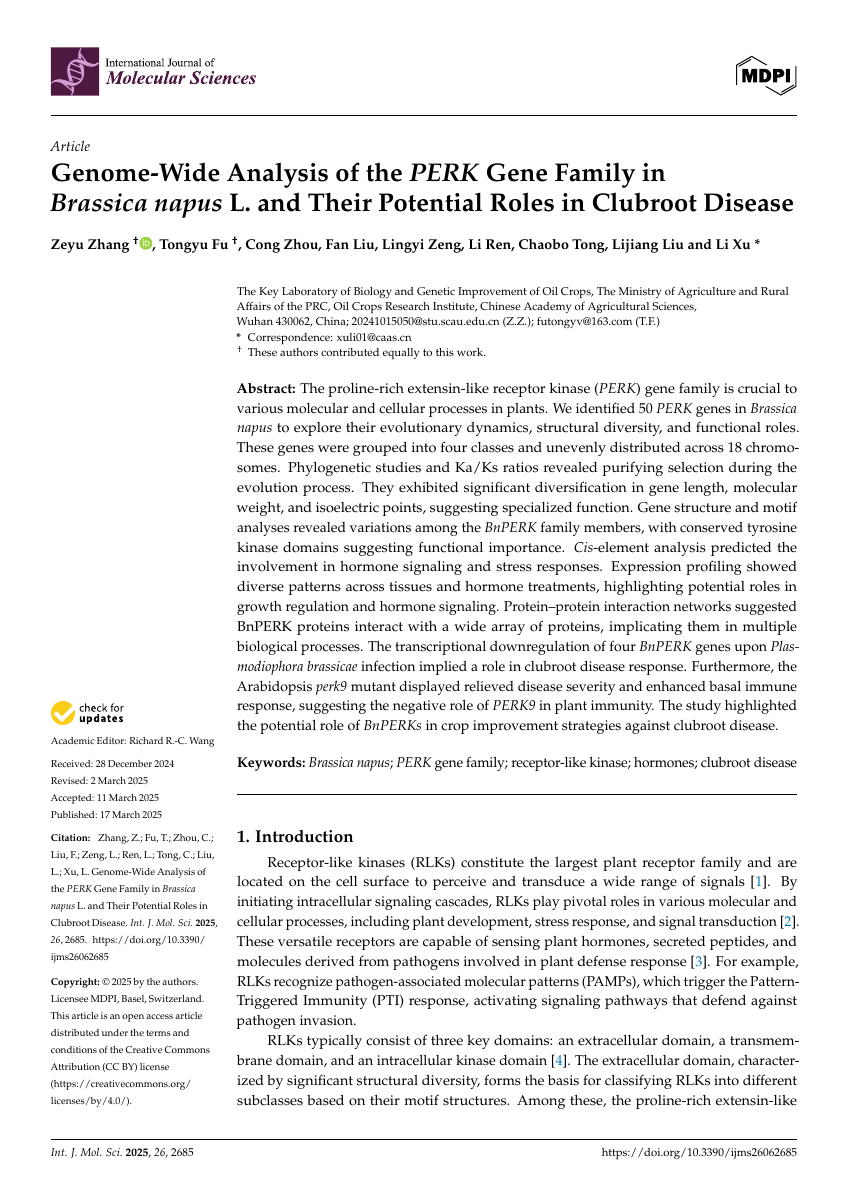 International Journal of
Molecular Sciences
MDPI
Article
Genome-Wide Analysis of the PERK Gene Family in
Brassica napus L. and Their Potential Roles in Clubroot Disease
Zeyu Zhang †, Tongyu Fu †, Cong Zhou, Fan Liu, Lingyi Zeng, Li Ren, Chaobo Tong, Lijiang Liu and Li Xu *
The Key Laboratory of Biology and Genetic Improvement of Oil Crops, The Ministry of Agriculture and Rural
Affairs of the PRC, Oil Crops Research Institute, Chinese Academy of Agricultural Sciences,
Wuhan 430062, China; 20241015050@stu.scau.edu.cn (Z.Z.); futongyv@163.com (T.F.)
* Correspondence: xuli01@caas.cn
† These authors contributed equally to this work.
Abstract: The proline-rich extensin-like receptor kinase (PERK) gene family is crucial to
various molecular and cellular processes in plants. We identified 50 PERK genes in Brassica
napus to explore their evolutionary dynamics, structural diversity, and functional roles.
These genes were grouped into four classes and unevenly distributed across 18 chromo-
somes. Phylogenetic studies and Ka/Ks ratios revealed purifying selection during the
evolution process. They exhibited significant diversification in gene length, molecular
weight, and isoelectric points, suggesting specialized function. Gene structure and motif
analyses revealed variations among the BnPERK family members, with conserved tyrosine
kinase domains suggesting functional importance. Cis-element analysis predicted the
involvement in hormone signaling and stress responses. Expression profiling showed
diverse patterns across tissues and hormone treatments, highlighting potential roles in
growth regulation and hormone signaling. Protein–protein interaction networks suggested
BnPERK proteins interact with a wide array of proteins, implicating them in multiple
biological processes. The transcriptional downregulation of four BnPERK genes upon Plas-
modiophora brassicae infection implied a role in clubroot disease response. Furthermore, the
Arabidopsis perk9 mutant displayed relieved disease severity and enhanced basal immune
response, suggesting the negative role of PERK9 in plant immunity. The study highlighted
the potential role of BnPERKs in crop improvement strategies against clubroot disease.
Keywords: Brassica napus; PERK gene family; receptor-like kinase; hormones; clubroot disease
check for
updates
Academic Editor: Richard R.-C. Wang
Received: 28 December 2024
Revised: 2 March 2025
Accepted: 11 March 2025
Published: 17 March 2025
Citation: Zhang, Z.; Fu, T.; Zhou, C.;
Liu, F.; Zeng, L.; Ren, L.; Tong, C.; Liu,
L.; Xu, L. Genome-Wide Analysis of
the PERK Gene Family in Brassica
napus L. and Their Potential Roles in
Clubroot Disease. Int. J. Mol. Sci. 2025,
26, 2685. https://doi.org/10.3390/
ijms26062685
Copyright: © 2025 by the authors.
Licensee MDPI, Basel, Switzerland.
This article is an open access article
distributed under the terms and
conditions of the Creative Commons
Attribution (CC BY) license
(https://creativecommons.org/
licenses/by/4.0/).
1. Introduction
Receptor-like kinases (RLKs) constitute the largest plant receptor family and are
located on the cell surface to perceive and transduce a wide range of signals [1]. By
initiating intracellular signaling cascades, RLKs play pivotal roles in various molecular and
cellular processes, including plant development, stress response, and signal transduction [2].
These versatile receptors are capable of sensing plant hormones, secreted peptides, and
molecules derived from pathogens involved in plant defense response [3]. For example,
RLKs recognize pathogen-associated molecular patterns (PAMPs), which trigger the Pattern-
Triggered Immunity (PTI) response, activating signaling pathways that defend against
pathogen invasion.
RLKs typically consist of three key domains: an extracellular domain, a transmem-
brane domain, and an intracellular kinase domain [4]. The extracellular domain, character-
ized by significant structural diversity, forms the basis for classifying RLKs into different
subclasses based on their motif structures. Among these, the proline-rich extensin-like
Int. J. Mol. Sci. 2025, 26, 2685
https://doi.org/10.3390/ijms26062685